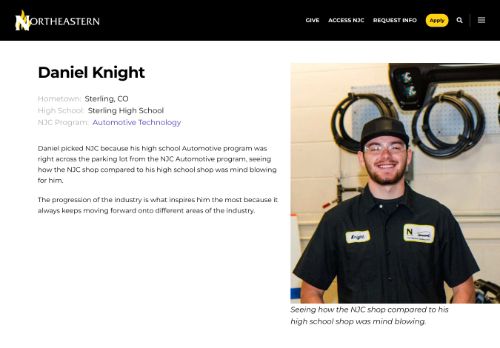 NORTHEASTERN
GIVE ACCESS NJC REQUEST INFO Apply
Daniel Knight
Hometown: Sterling, CO
High School: Sterling High School
NJC Program: Automotive Technology
Daniel picked NJC because his high school Automotive program was
right across the parking lot from the NJC Automotive program, seeing
how the NJC shop compared to his high school shop was mind blowing
for him.
The progression of the industry is what inspires him the most because it
always keeps moving forward onto different areas of the industry.
Knight
N
Seeing how the NJC shop compared to his
high school shop was mind blowing.